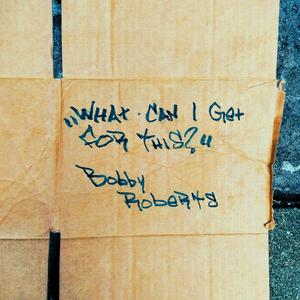 "WHAT CAN I GET
FOR THIS?"
BOBBY
ROBERTS